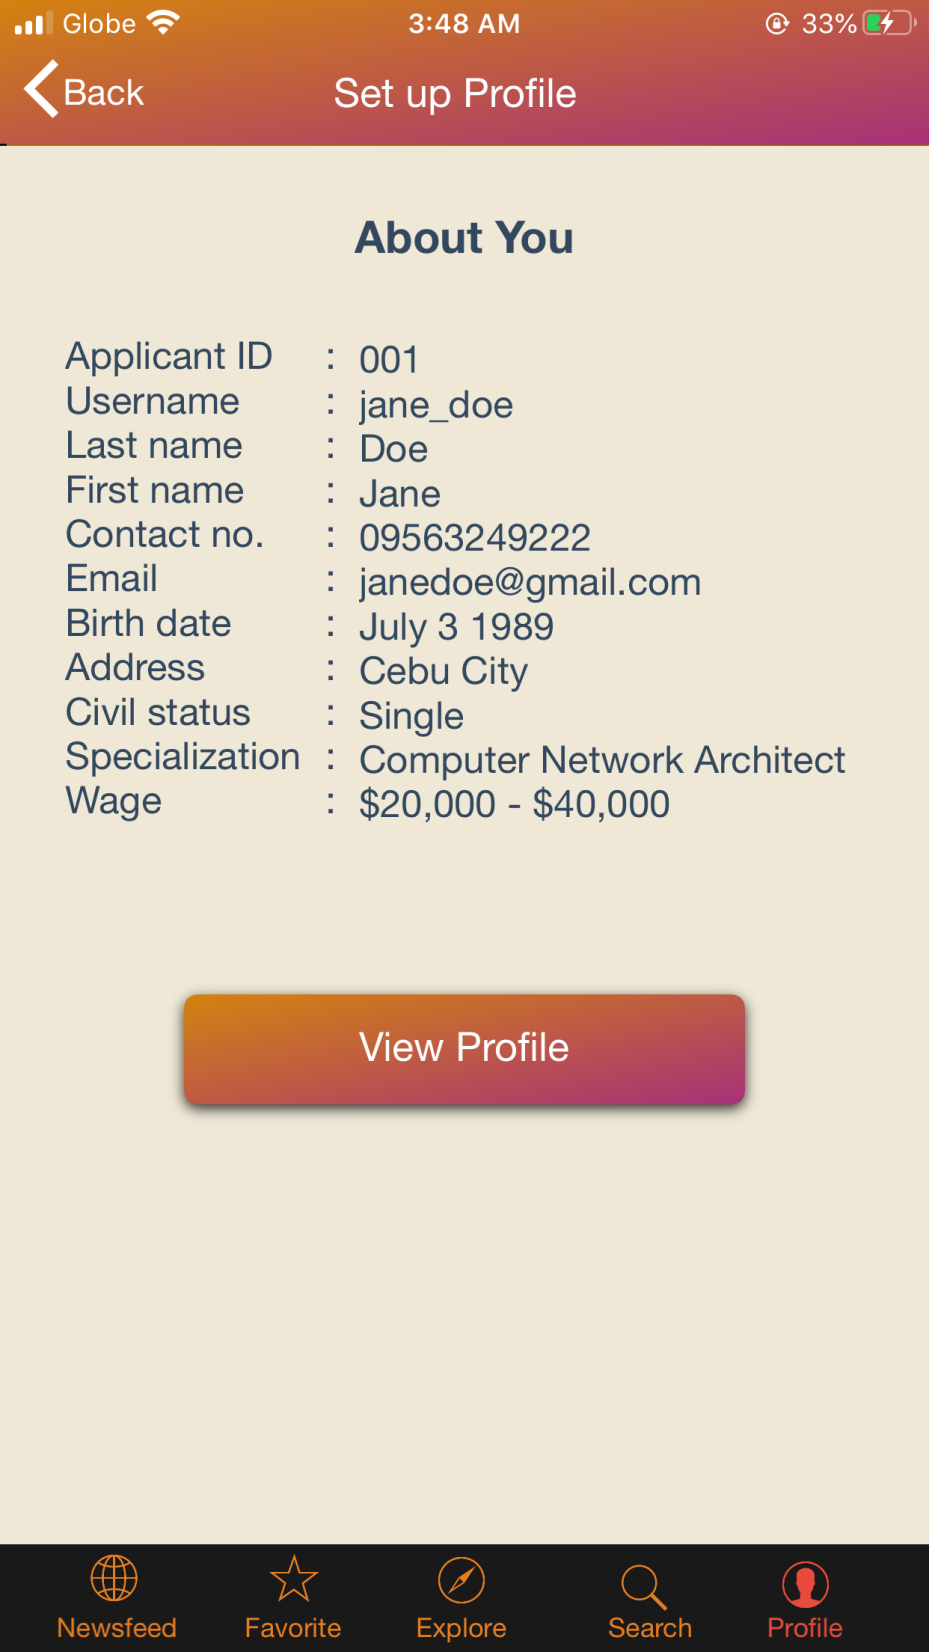 Globe 3:48 AM 33%
Back Set up Profile
About You
Applicant ID : 001
Username : jane_doe
Last name : Doe
First name : Jane
Contact no. : 09563249222
Email : janedoe@gmail.com
Birth date : July 3 1989
Address : Cebu City
Civil status : Single
Specialization : Computer Network Architect
Wage : $20,000 - $40,000
View Profile
Newsfeed Favorite Explore Search Profile